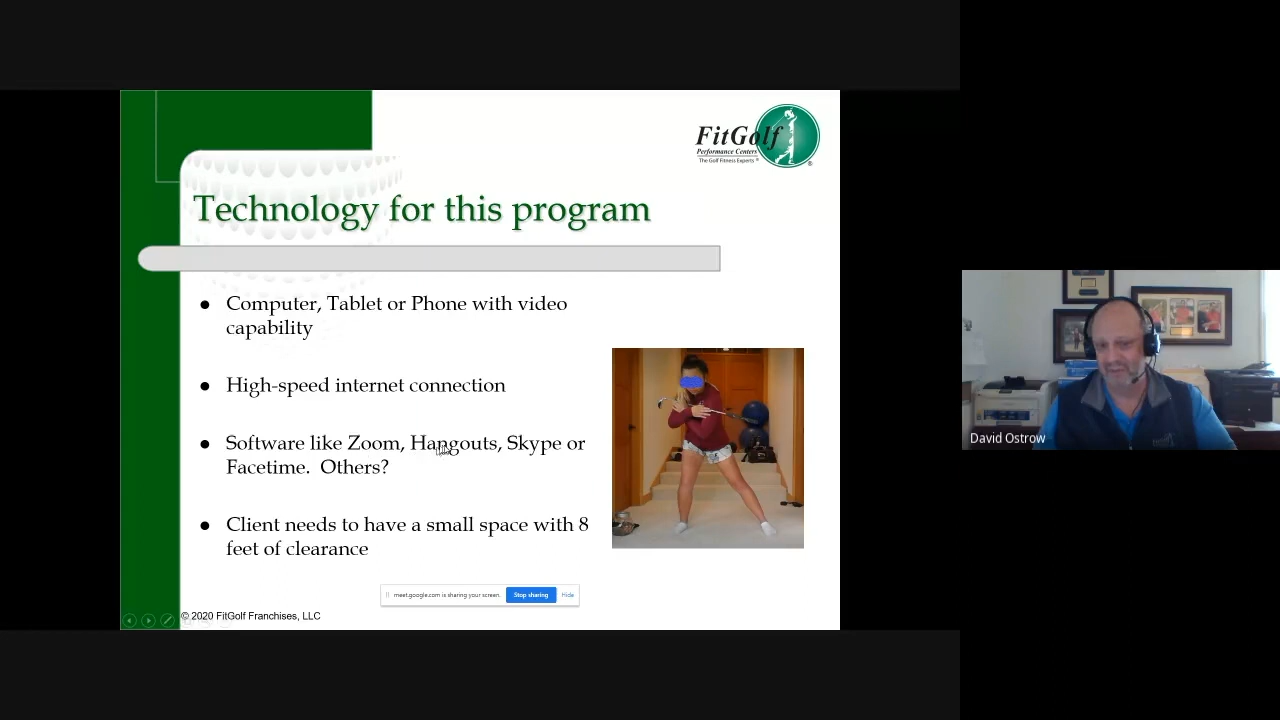 FitGolf
Performance Centers
The Golf Fitness Experts®
®
Technology for this program
Computer, Tablet or Phone with video
capability
High-speed internet connection
Software like Zoom, Hangouts, Skype or
Facetime.  Others?
Client needs to have a small space with 8
feet of clearance
meet.google.com is sharing your screen.
Stop sharing
Hide
© 2020 FitGolf Franchises, LLC
David Ostrow